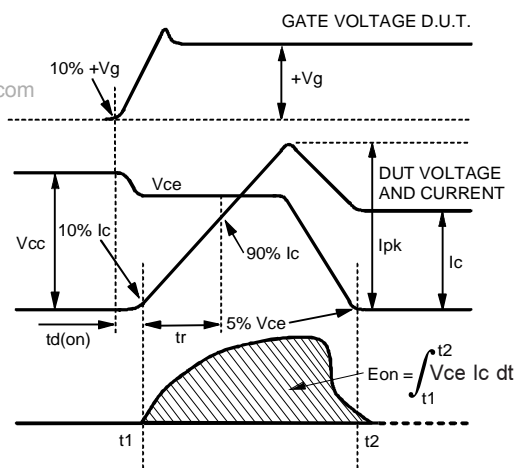 GATE VOLTAGE D.U.T.
10% +Vg
com
+Vg
Vce
DUT VOLTAGE
AND CURRENT
Vcc
10% Ic
90% Ic
Ipk
Ic
td(on)
tr
5% Vce
Eon = ∫ Vce Ic dt
t2
t1
t1
t2